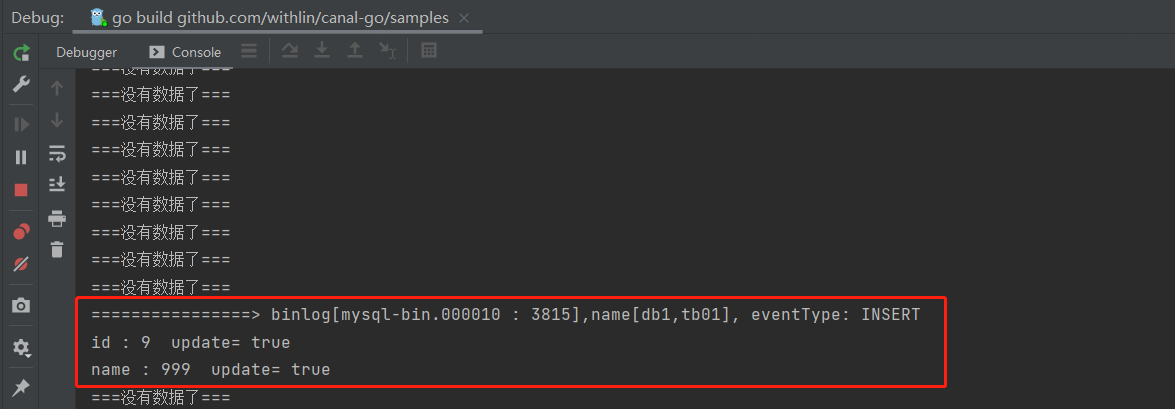 Debug: go build github.com/withlin/canal-go/samples
Debugger Console
===没有数据了===
===没有数据了===
===没有数据了===
===没有数据了===
===没有数据了===
===没有数据了===
===没有数据了===
===没有数据了===
===没有数据了===
================> binlog[mysql-bin.000010 : 3815],name[db1,tb01], eventType: INSERT
id : 9  update= true
name : 999  update= true
===没有数据了===